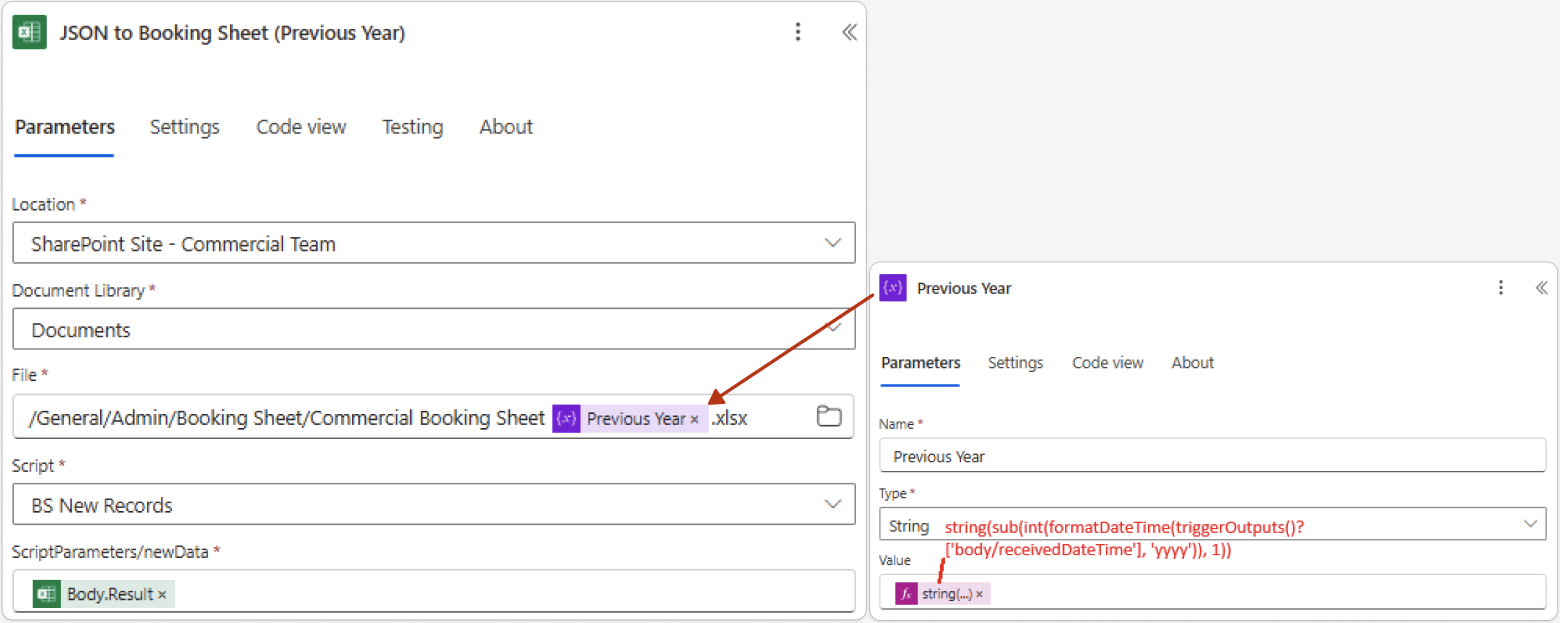 JSON to Booking Sheet (Previous Year)
Parameters Settings Code view Testing About
Location *
SharePoint Site - Commercial Team
Document Library *
Documents
File *
/General/Admin/Booking Sheet/Commercial Booking Sheet {x} Previous Year × .xlsx
Script *
BS New Records
ScriptParameters/newData *
Body.Result ×
{x} Previous Year
Parameters Settings Code view About
Name *
Previous Year
Type *
String string(sub(int(formatDateTime(triggerOutputs()?
['body/receivedDateTime'], 'yyyy')), 1))
Value
fx string(...) ×